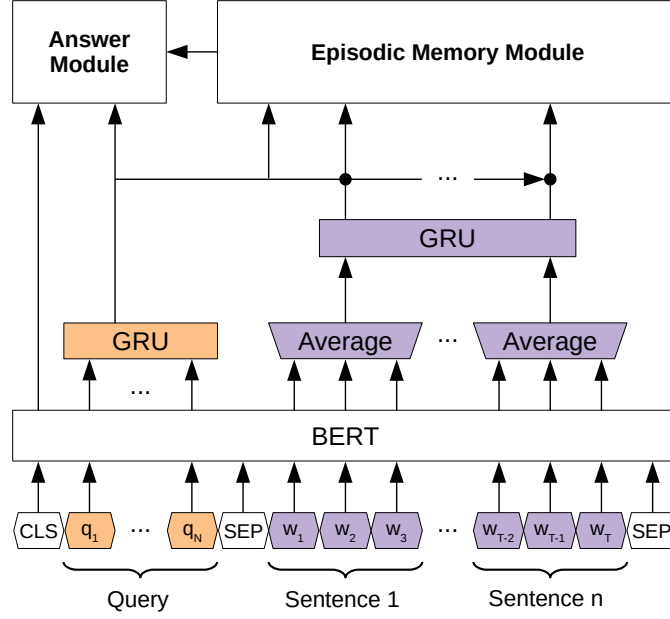 Answer
Module
Episodic Memory Module
...
GRU
GRU
Average
...
Average
...
BERT
CLS q1 ... qN SEP w1 w2 w3 ... wT-2 wT-1 wT SEP
Query
Sentence 1
Sentence n